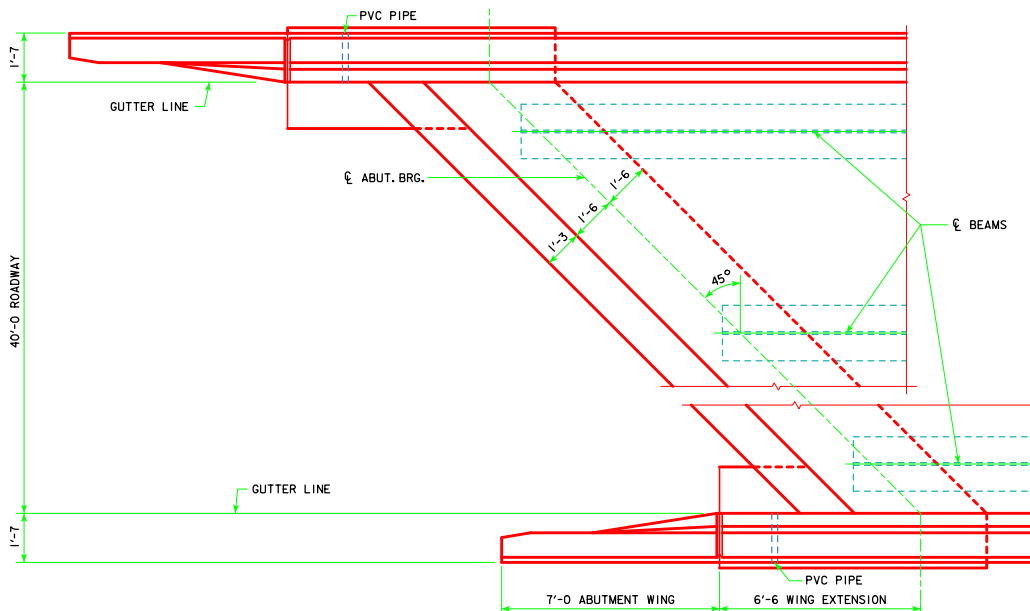 PVC PIPE
1'-7
GUTTER LINE
℄ ABUT. BRG.
1'-6
1'-6
1'-3
℄ BEAMS
45°
40'-0 ROADWAY
GUTTER LINE
1'-7
PVC PIPE
7'-0 ABUTMENT WING
6'-6 WING EXTENSION